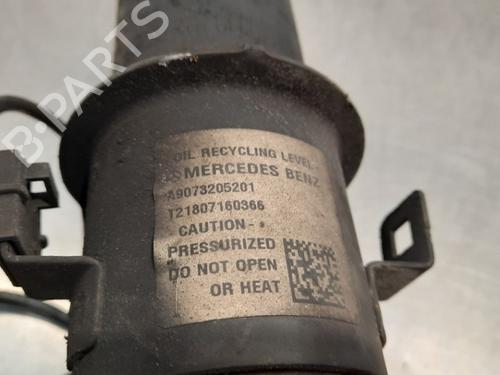 B-PARTS
OIL RECYCLING LEVEL-
MERCEDES BENZ
A9073205201
T21807160366
CAUTION-
PRESSURIZED
DO NOT OPEN
OR HEAT